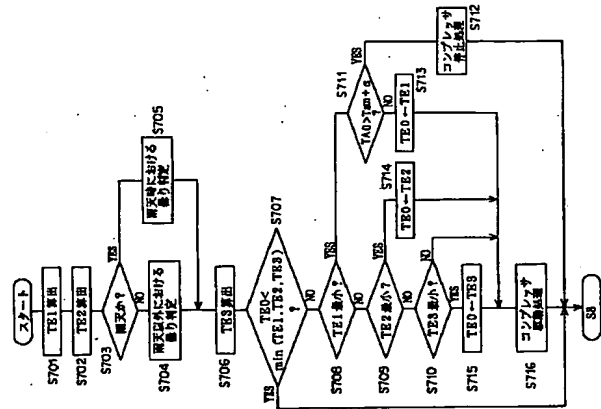 スタート
TE1算出
S701
TE2算出
S702
雨天か?
S703
YES
NO
雨天以外における
曇り判定
S704
雨天時における
曇り判定
S705
TE3算出
S706
TE0<
min(TE1,TE2,TE3)
?
S707
YES
NO
TE1最小?
S708
YES
NO
TE2最小?
S709
YES
NO
TE3最小?
S710
NO
YES
TA0>Tam+α
?
S711
YES
NO
コンプレッサ
停止処理
S712
TE0←TE1
S713
TE0←TE2
S714
TE0←TE3
S715
コンプレッサ
駆動処理
S716
S8